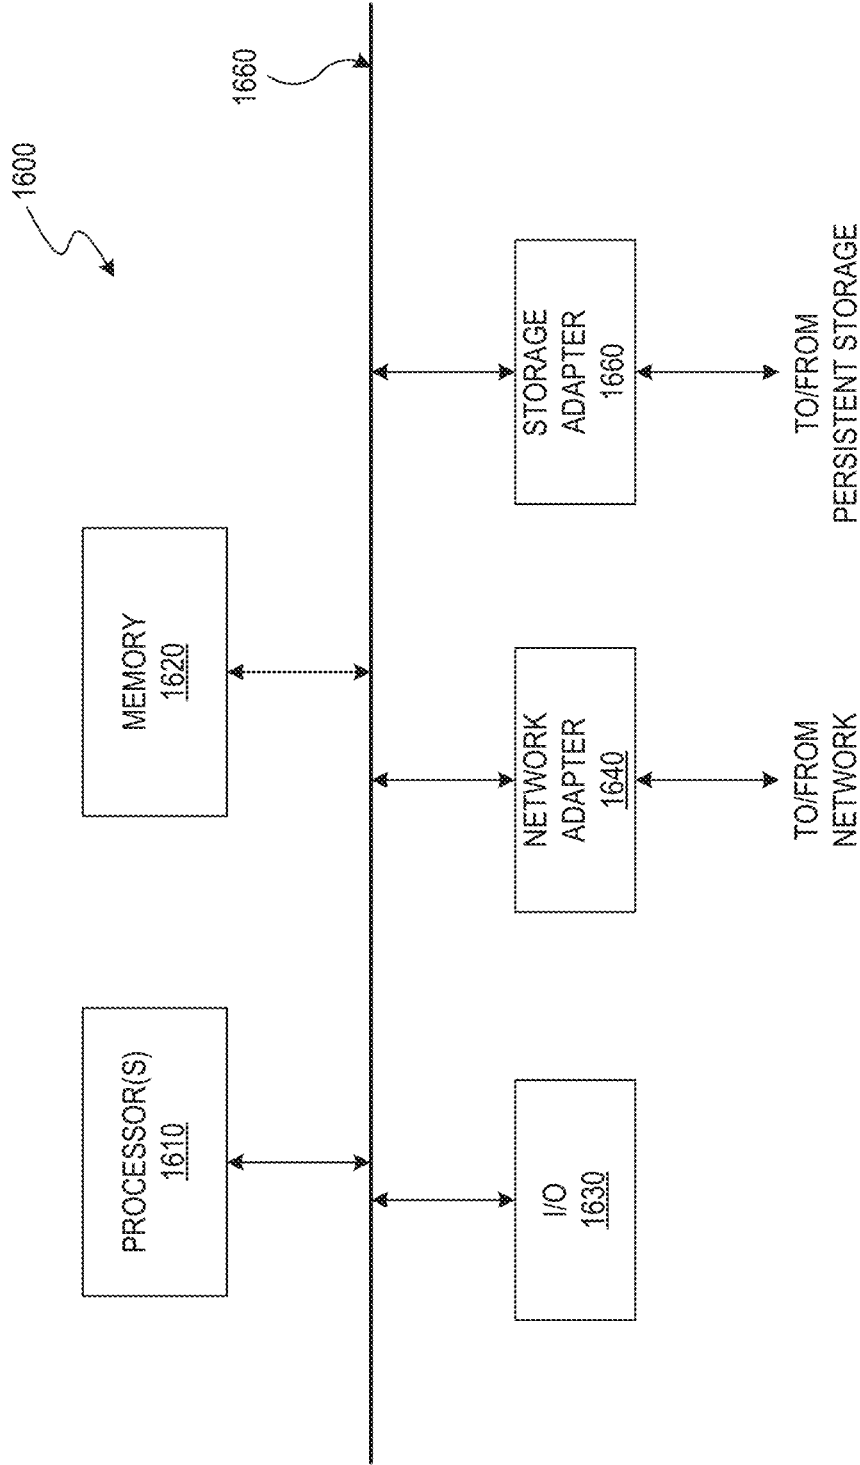 1600
1660
PROCESSOR(S)
1610
MEMORY
1620
I/O
1630
NETWORK
ADAPTER
1640
STORAGE
ADAPTER
1660
TO/FROM
NETWORK
TO/FROM
PERSISTENT STORAGE